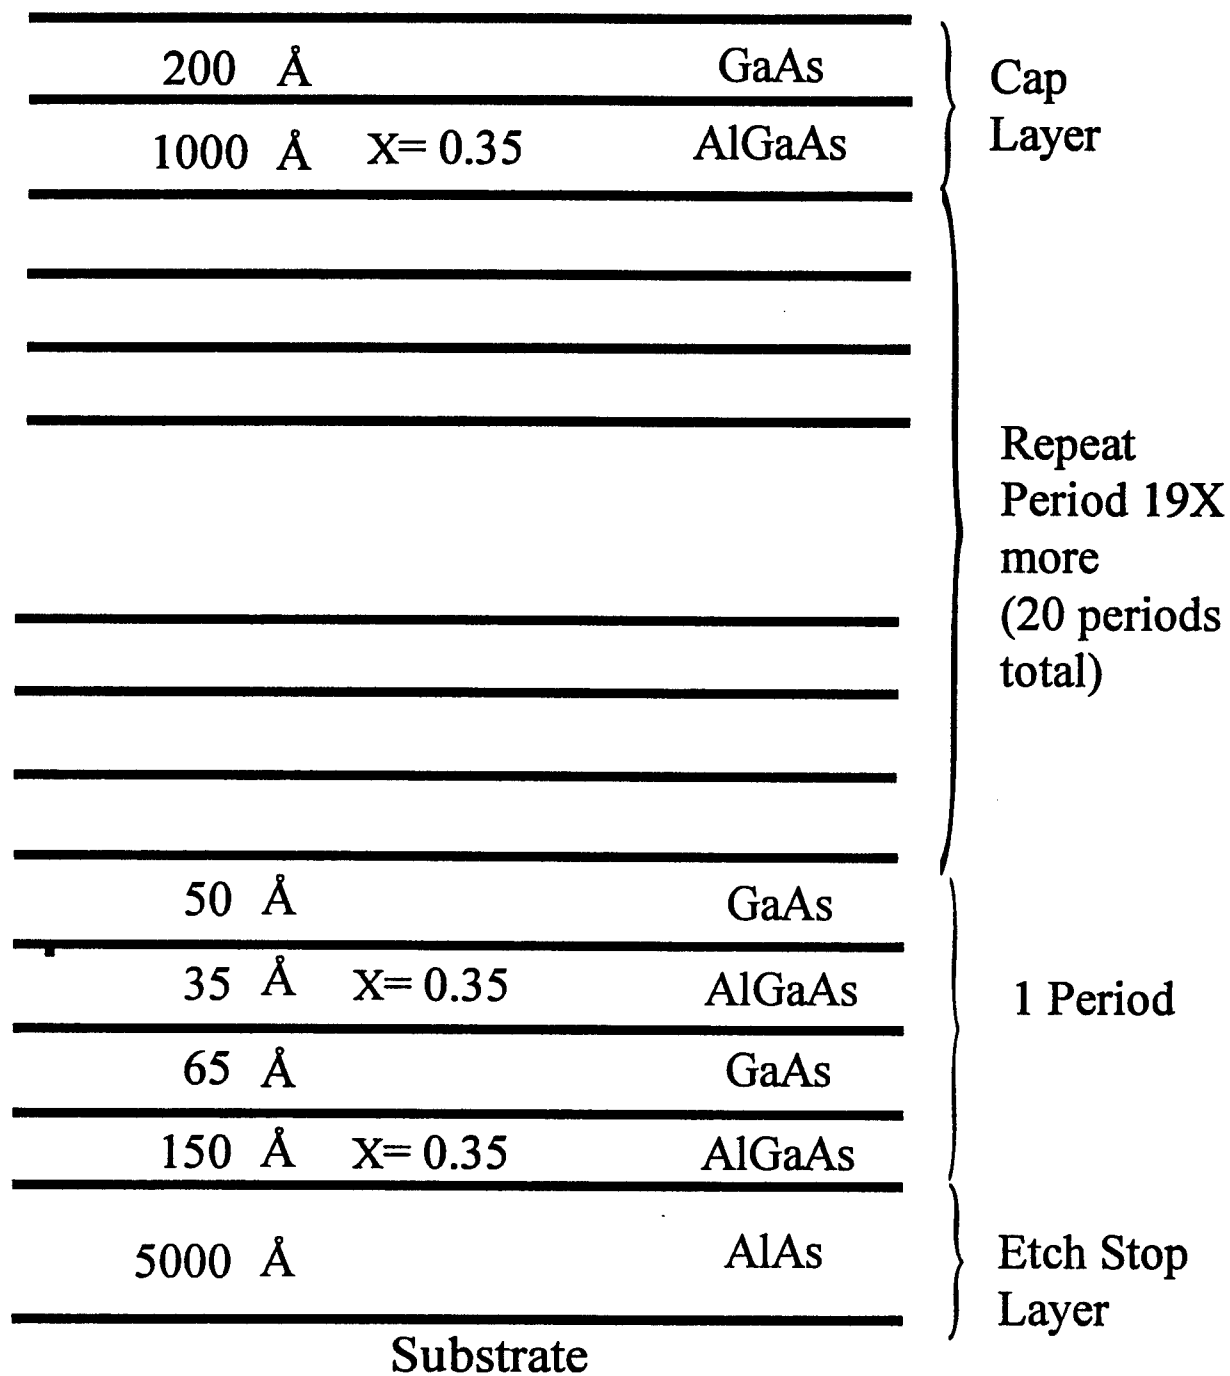 200 Å GaAs
1000 Å X= 0.35 AlGaAs
Cap
Layer
Repeat
Period 19X
more
(20 periods
total)
50 Å GaAs
35 Å X= 0.35 AlGaAs
65 Å GaAs
150 Å X= 0.35 AlGaAs
1 Period
5000 Å AlAs
Etch Stop
Layer
Substrate